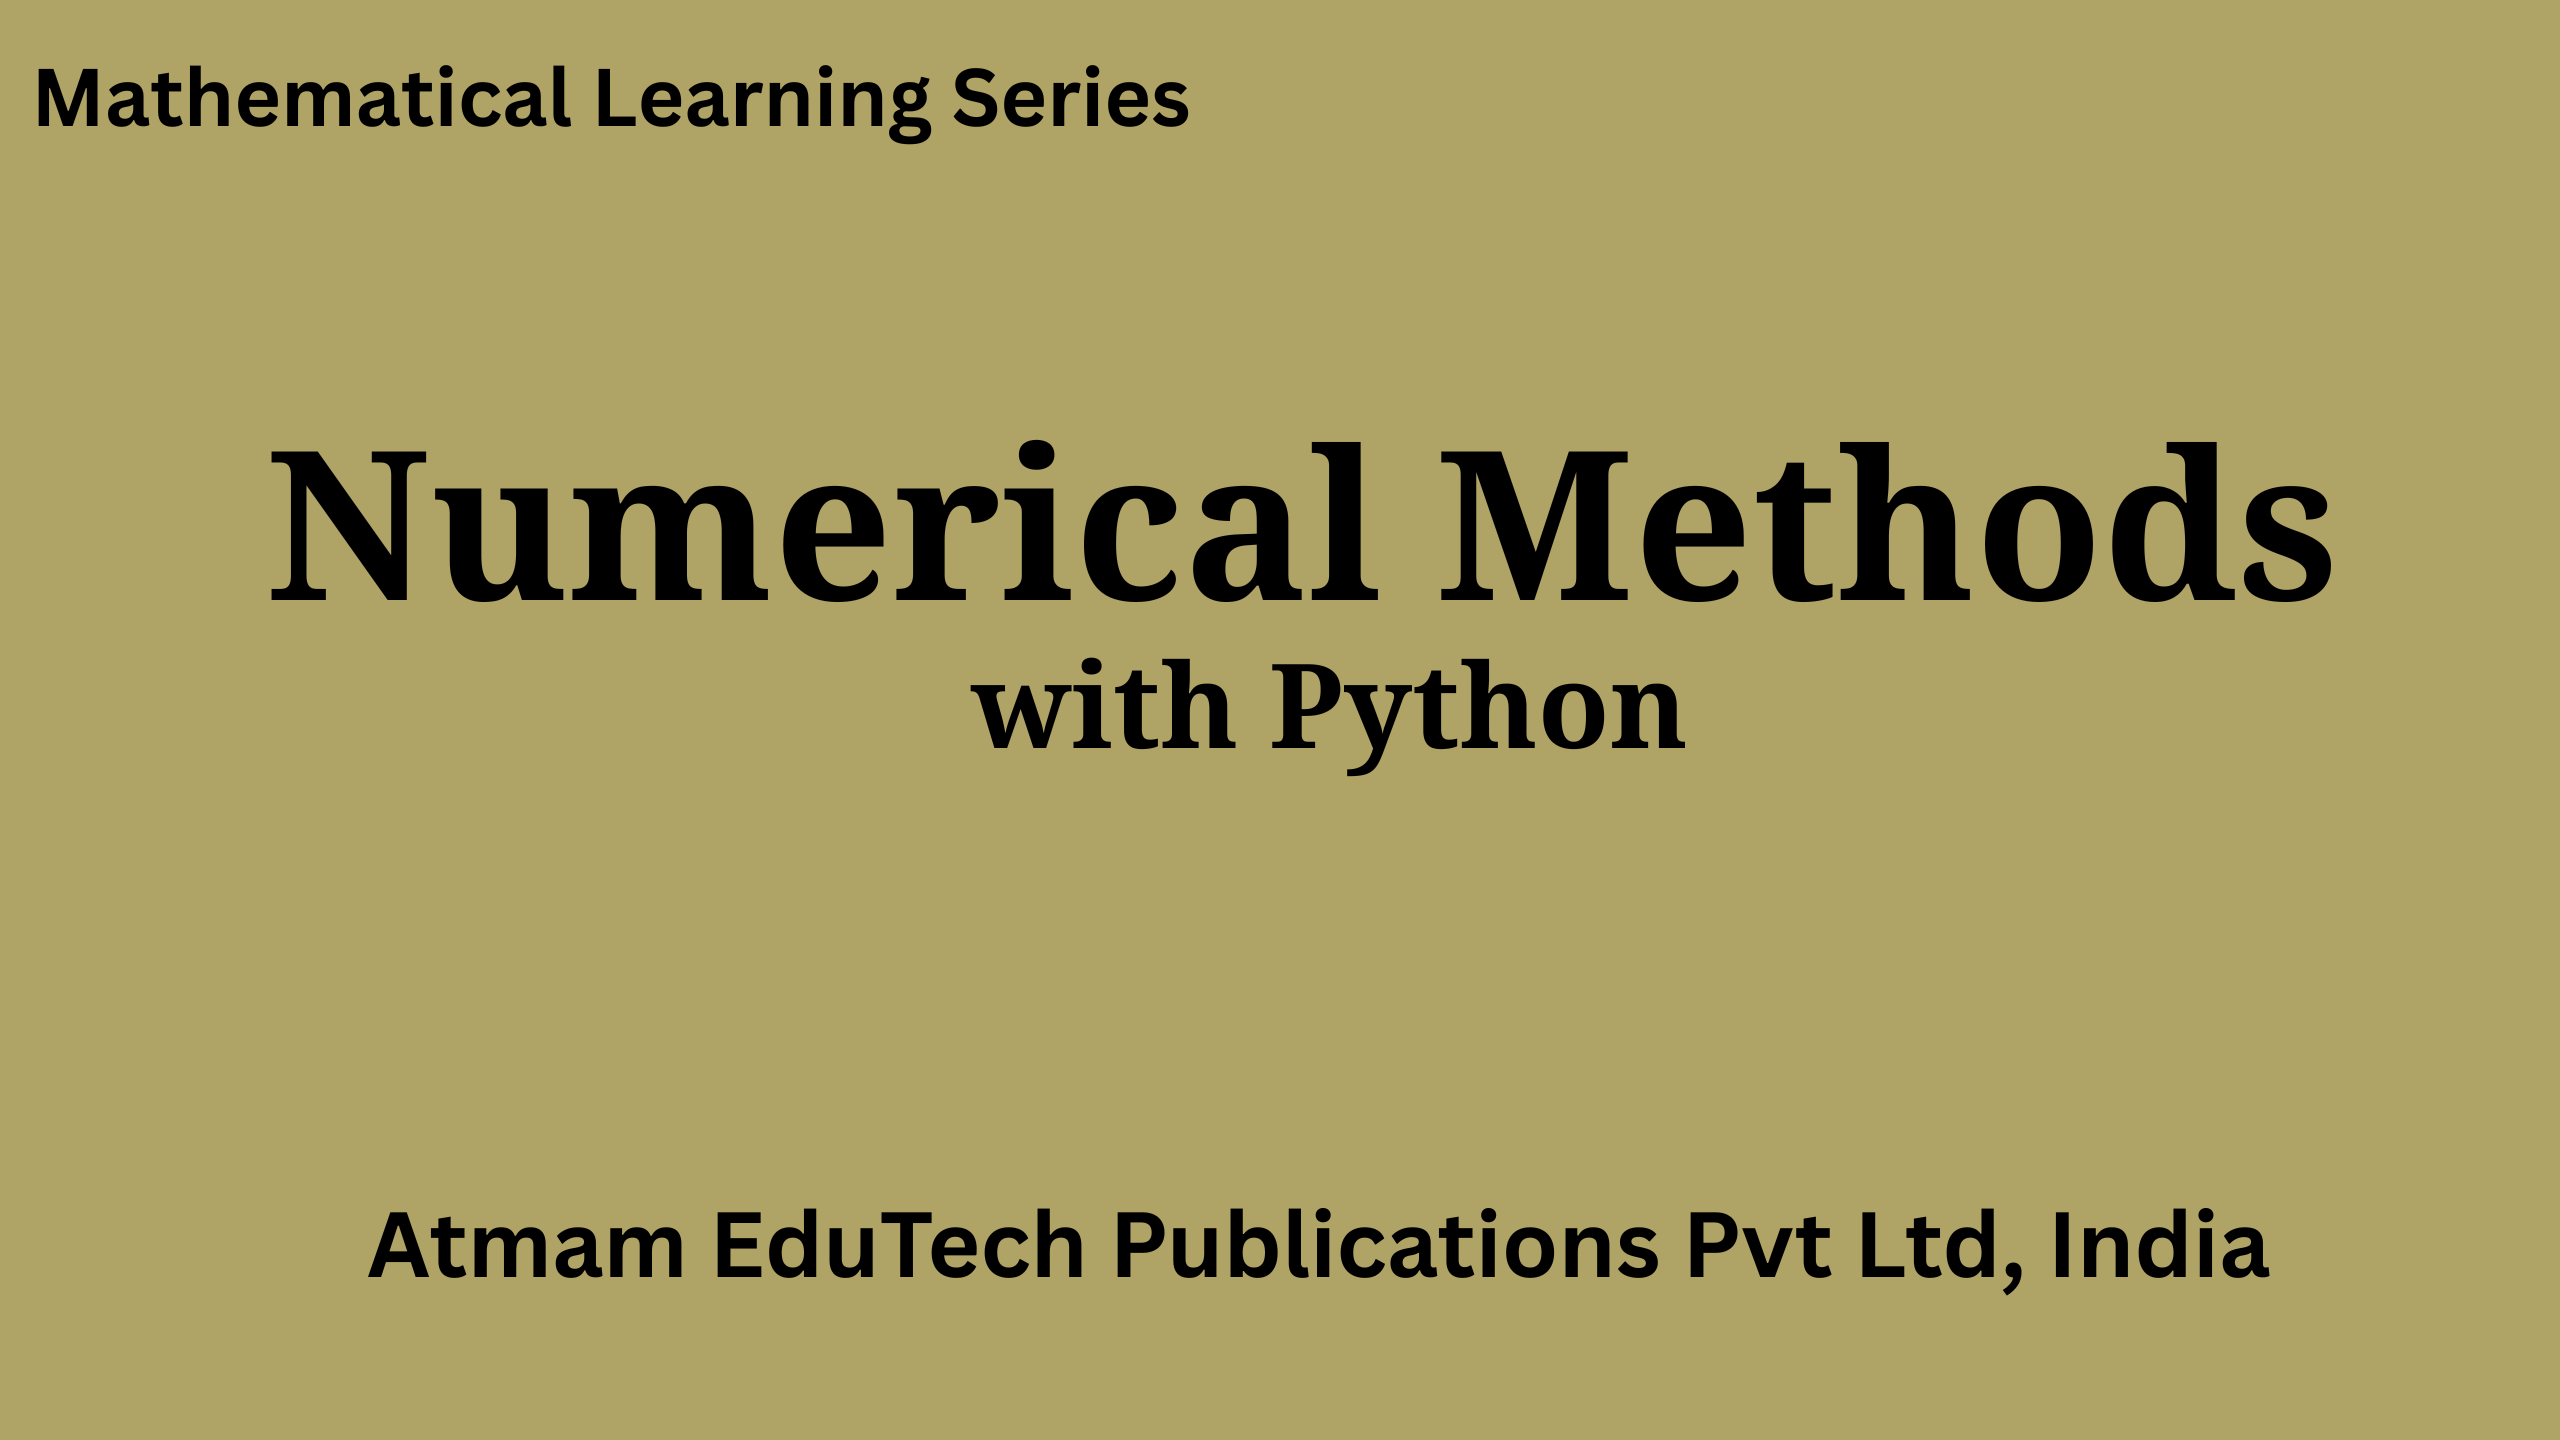 Mathematical Learning Series
Numerical Methods
with Python
Atmam EduTech Publications Pvt Ltd, India